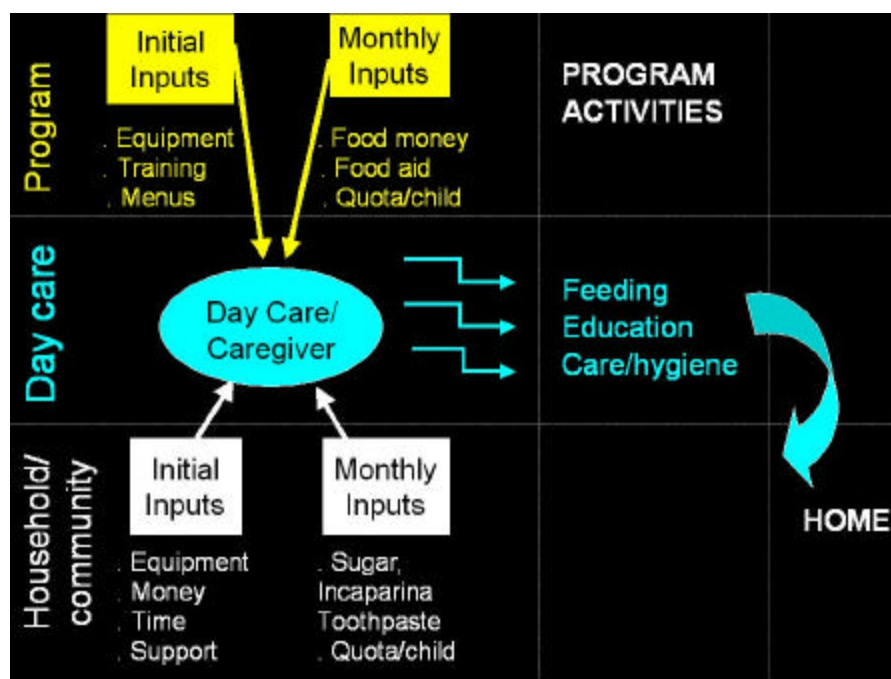 Program
Initial
Inputs
. Equipment
. Training
. Menus
Monthly
Inputs
. Food money
. Food aid
. Quota/child
PROGRAM
ACTIVITIES
Day care
Day Care/
Caregiver
Feeding
Education
Care/hygiene
Household/
community
Initial
Inputs
. Equipment
. Money
. Time
. Support
Monthly
Inputs
. Sugar,
Incaparina
Toothpaste
. Quota/child
HOME